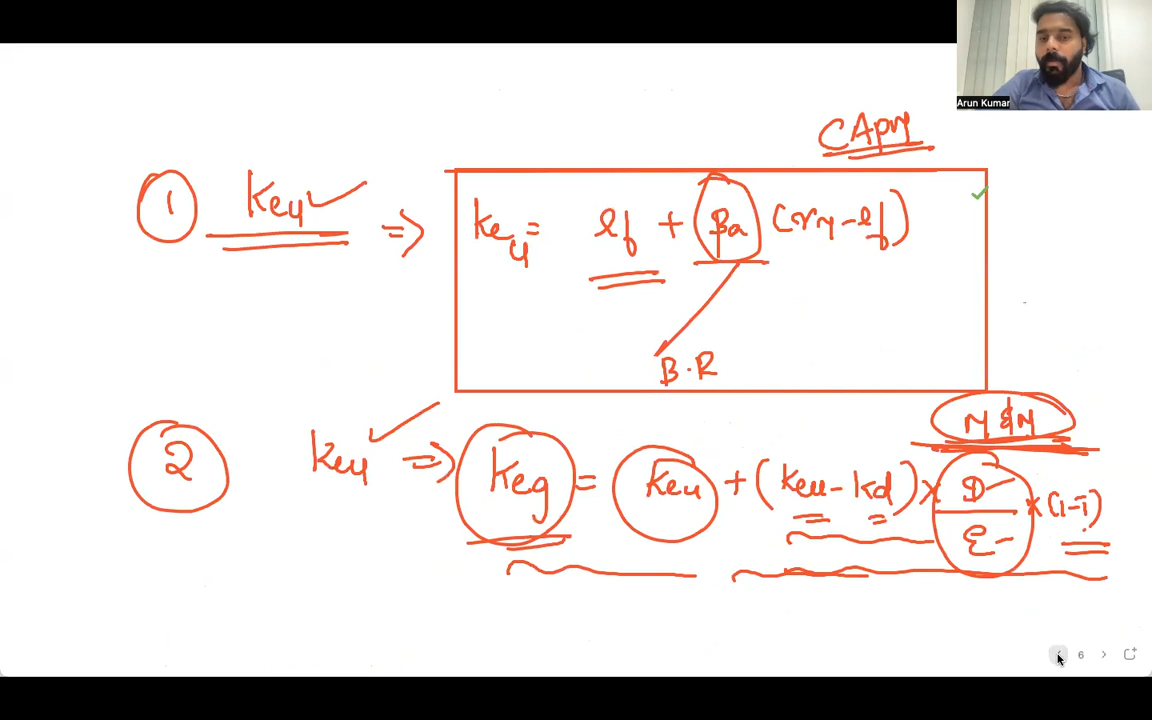 Arun Kumar
CAPM
1 Keu => Keu = rf + βa (rm - rf)
B.R
M & M
2 Keu => Keg = Keu + (Keu - Kd) × D/E × (1-t)
6